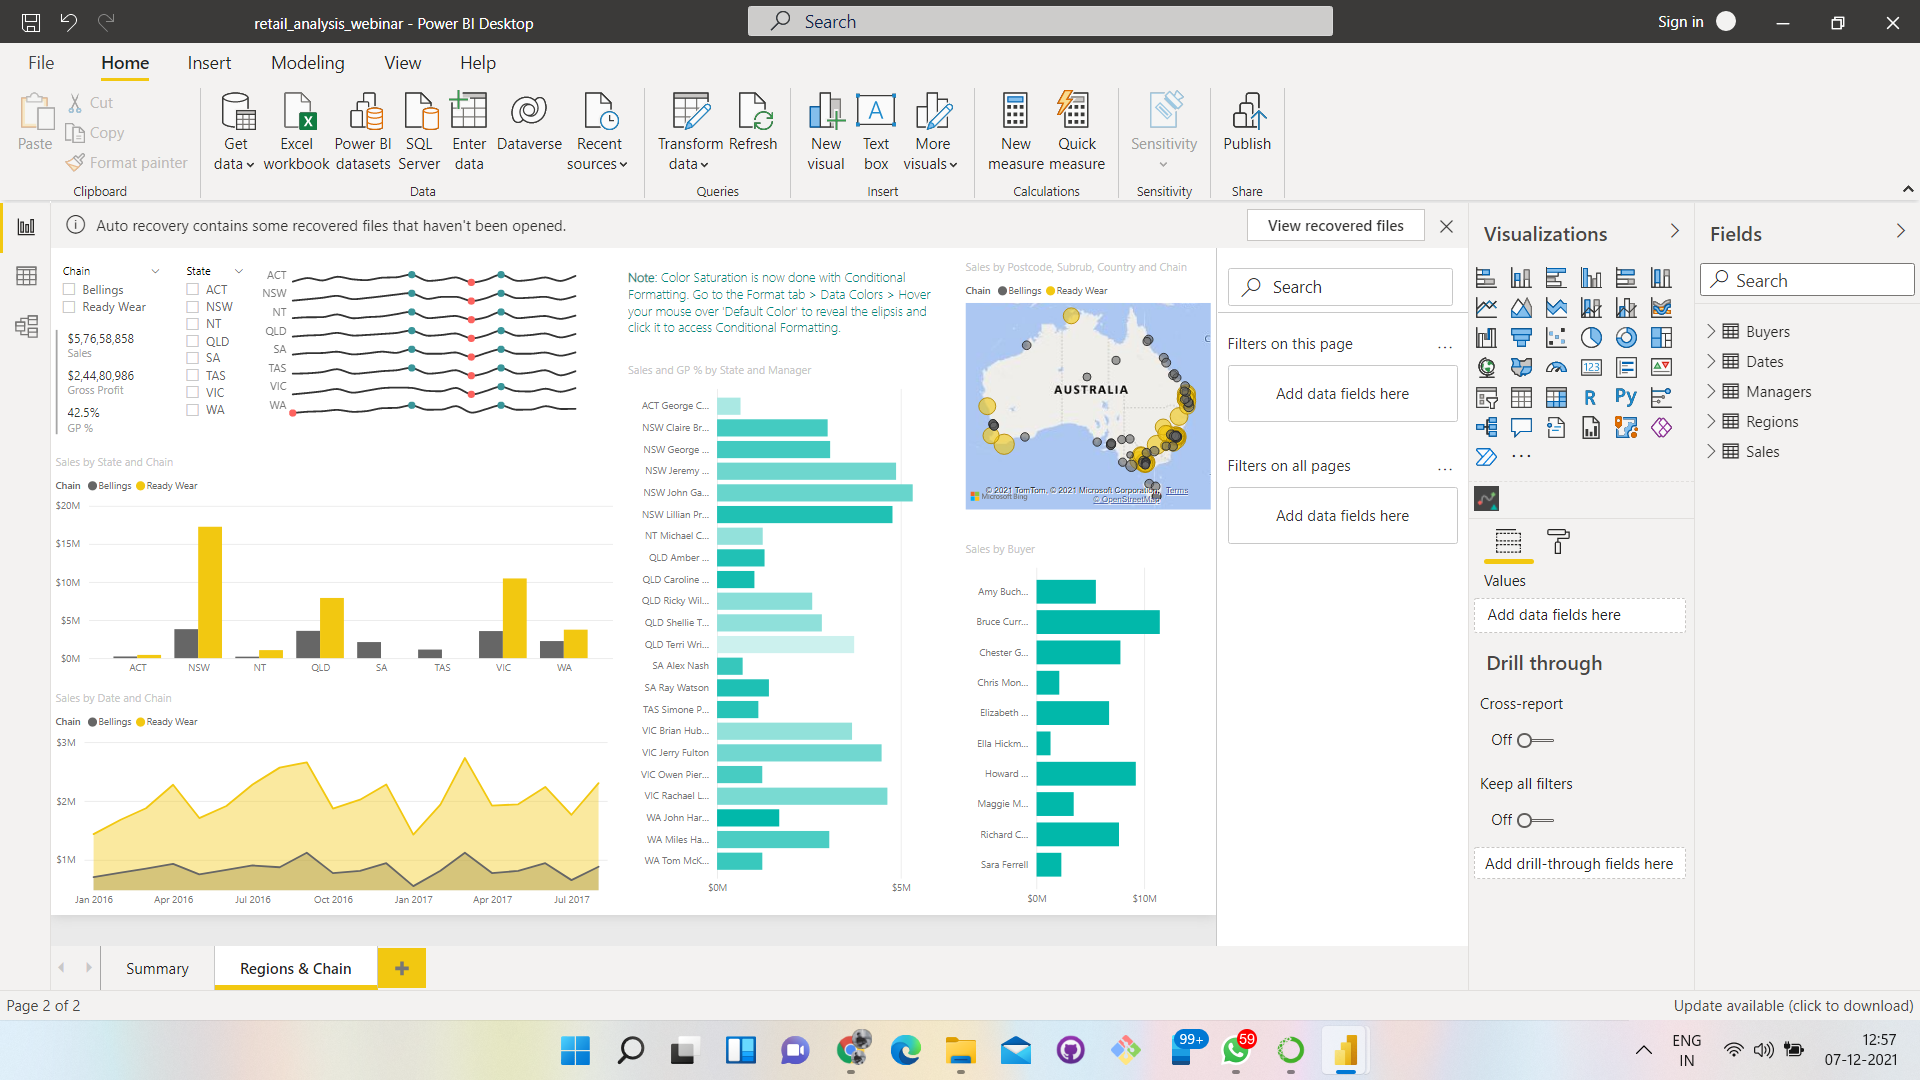 retail_analysis_webinar - Power BI Desktop
Search
Sign in
File
Home
Insert
Modeling
View
Help
Paste
Cut
Copy
Format painter
Clipboard
Get data
Excel workbook
Power BI datasets
SQL Server
Enter data
Dataverse
Recent sources
Data
Transform data
Refresh
Queries
New visual
Text box
More visuals
Insert
New measure
Quick measure
Calculations
Sensitivity
Sensitivity
Publish
Share
Auto recovery contains some recovered files that haven't been opened.
View recovered files
Chain
Bellings
Ready Wear
$5,76,58,858
Sales
$2,44,80,986
Gross Profit
42.5%
GP %
State
ACT
NSW
NT
QLD
SA
TAS
VIC
WA
ACT
NSW
NT
QLD
SA
TAS
VIC
WA
Note: Color Saturation is now done with Conditional
Formatting. Go to the Format tab > Data Colors > Hover
your mouse over 'Default Color' to reveal the elipsis and
click it to access Conditional Formatting.
Sales by State and Chain
Chain Bellings Ready Wear
$20M
$15M
$10M
$5M
$0M
ACT NSW NT QLD SA TAS VIC WA
Sales by Date and Chain
Chain Bellings Ready Wear
$3M
$2M
$1M
Jan 2016 Apr 2016 Jul 2016 Oct 2016 Jan 2017 Apr 2017 Jul 2017
Sales and GP % by State and Manager
ACT George C...
NSW Claire Br...
NSW George ...
NSW Jeremy ...
NSW John Ga...
NSW Lillian Pr...
NT Michael C...
QLD Amber ...
QLD Caroline ...
QLD Ricky Wil...
QLD Shellie T...
QLD Terri Wri...
SA Alex Nash
SA Ray Watson
TAS Simone P...
VIC Brian Hub...
VIC Jerry Fulton
VIC Owen Pier...
VIC Rachael L...
WA John Har...
WA Miles Ha...
WA Tom McK...
$0M $5M
Sales by Postcode, Subrub, Country and Chain
Chain Bellings Ready Wear
AUSTRALIA
© 2021 TomTom, © 2021 Microsoft Corporation, Terms
Microsoft Bing
© OpenStreetMap
Sales by Buyer
Amy Buch...
Bruce Curr...
Chester G...
Chris Mon...
Elizabeth ...
Ella Hickm...
Howard ...
Maggie M...
Richard C...
Sara Ferrell
$0M $10M
Search
Filters on this page
...
Add data fields here
Filters on all pages
...
Add data fields here
Visualizations
123
R
Py
...
Values
Add data fields here
Drill through
Cross-report
Off
Keep all filters
Off
Add drill-through fields here
Fields
Search
Buyers
Dates
Managers
Regions
Sales
Summary
Regions & Chain
Page 2 of 2
Update available (click to download)
99+
59
ENG
IN
12:57
07-12-2021